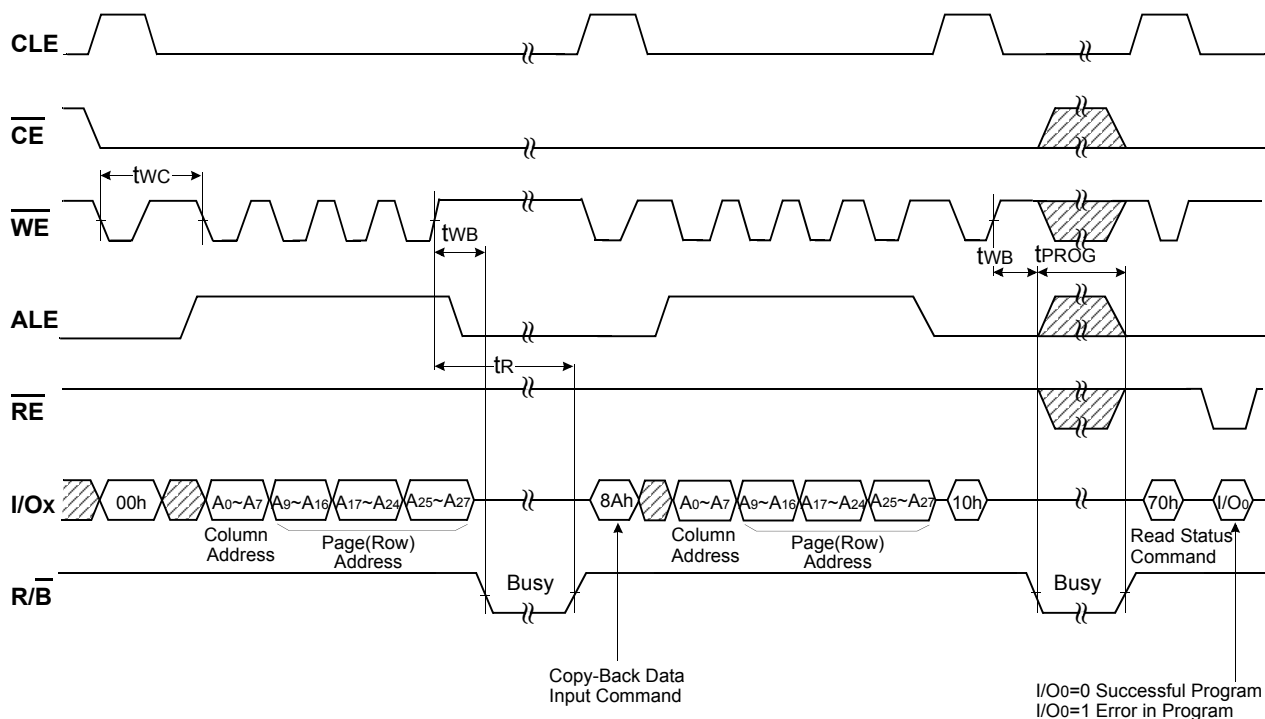 CLE
CE
tWC
WE
tWB
tWB
tPROG
ALE
tR
RE
I/Ox
00h
A0~A7
A9~A16
A17~A24
A25~A27
8Ah
A0~A7
A9~A16
A17~A24
A25~A27
10h
70h
I/O0
Column
Address
Page(Row)
Address
Column
Address
Page(Row)
Address
Read Status
Command
R/B
Busy
Busy
Copy-Back Data
Input Command
I/O0=0 Successful Program
I/O0=1 Error in Program